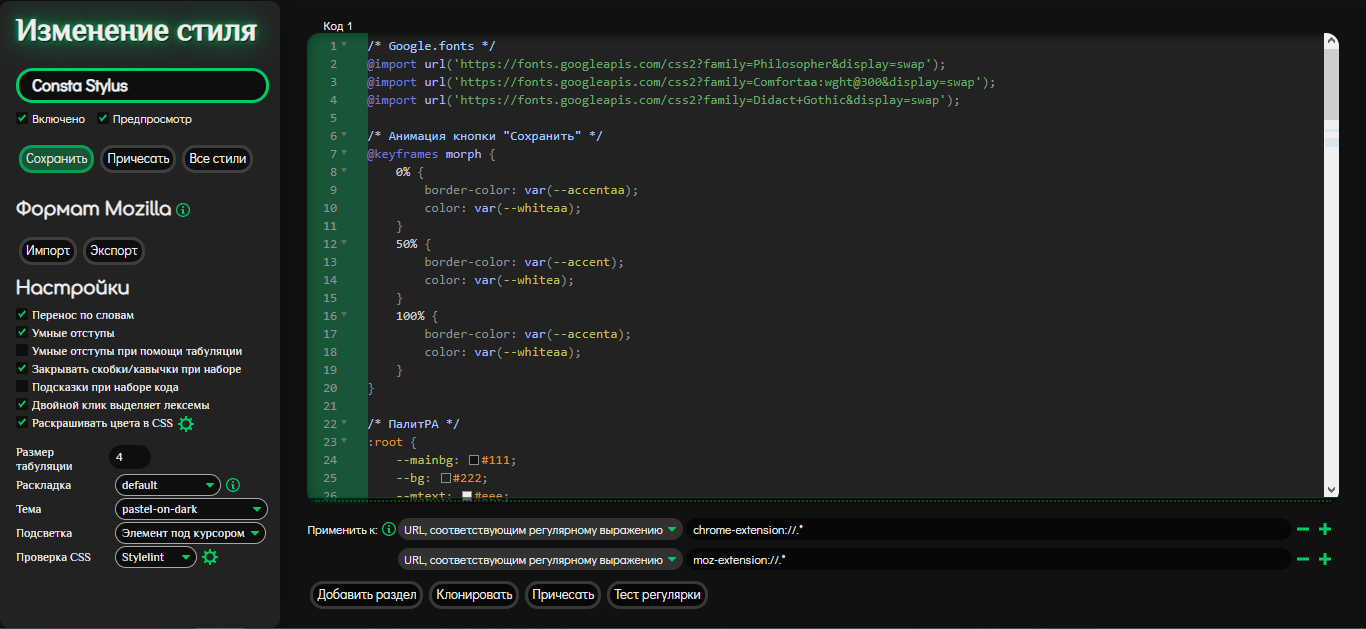 Изменение стиля
Consta Stylus
Включено Предпросмотр
Сохранить Причесать Все стили
Формат Mozilla
Импорт Экспорт
Настройки
Перенос по словам
Умные отступы
Умные отступы при помощи табуляции
Закрывать скобки/кавычки при наборе
Подсказки при наборе кода
Двойной клик выделяет лексемы
Раскрашивать цвета в CSS
Размер табуляции 4
Раскладка default
Тема pastel-on-dark
Подсветка Элемент под курсором
Проверка CSS Stylelint
Код 1
1 /* Google.fonts */
2 @import url('https://fonts.googleapis.com/css2?family=Philosopher&display=swap');
3 @import url('https://fonts.googleapis.com/css2?family=Comfortaa:wght@300&display=swap');
4 @import url('https://fonts.googleapis.com/css2?family=Didact+Gothic&display=swap');
5
6 /* Анимация кнопки "Сохранить" */
7 @keyframes morph {
8 0% {
9 border-color: var(--accentaa);
10 color: var(--whiteaa);
11 }
12 50% {
13 border-color: var(--accent);
14 color: var(--whitea);
15 }
16 100% {
17 border-color: var(--accenta);
18 color: var(--whiteaa);
19 }
20 }
21
22 /* ПалитРА */
23 :root {
24 --mainbg: #111;
25 --bg: #222;
26 --mtext: #eee;
Применить к: URL, соответствующим регулярному выражению chrome-extension://.*
URL, соответствующим регулярному выражению moz-extension://.*
Добавить раздел Клонировать Причесать Тест регулярки